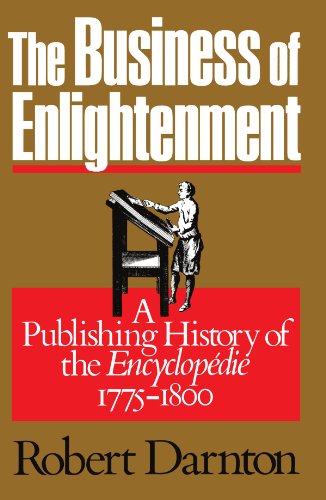 The Business of
Enlightenment
A
Publishing History of
the Encyclopédie
1775–1800
Robert Darnton